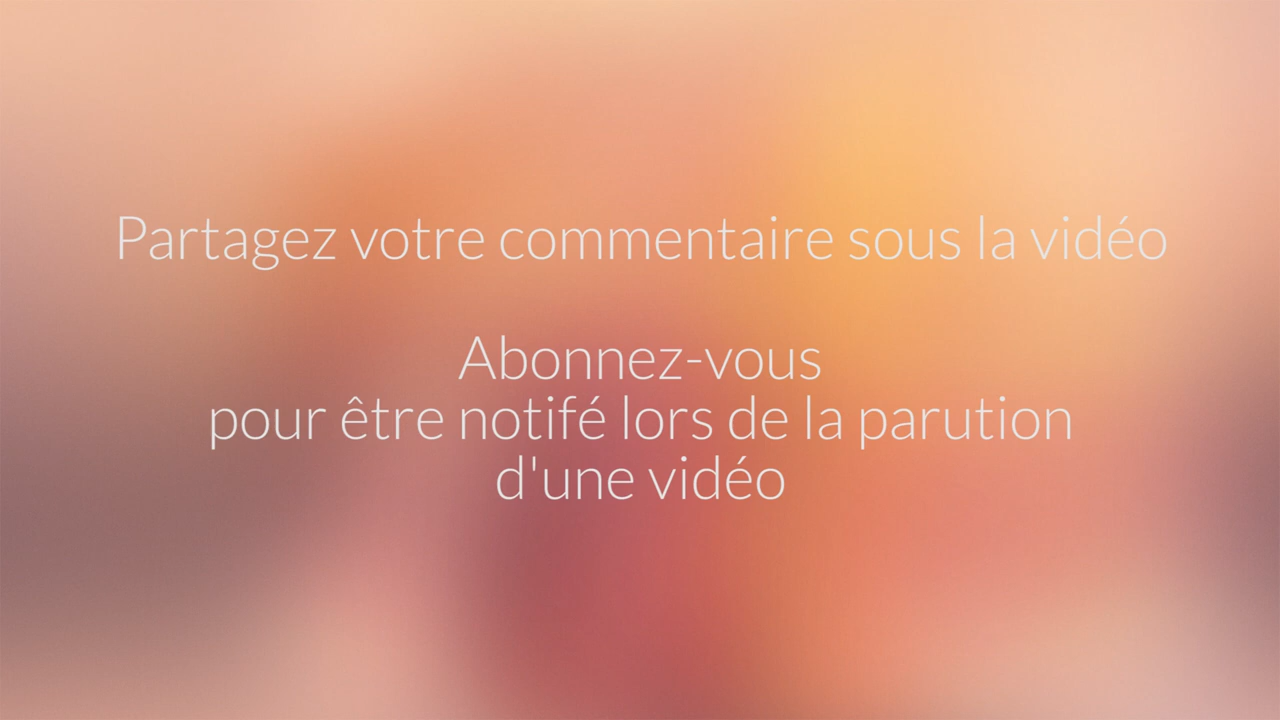 Partagez votre commentaire sous la vidéo
Abonnez-vous
pour être notifé lors de la parution
d'une vidéo